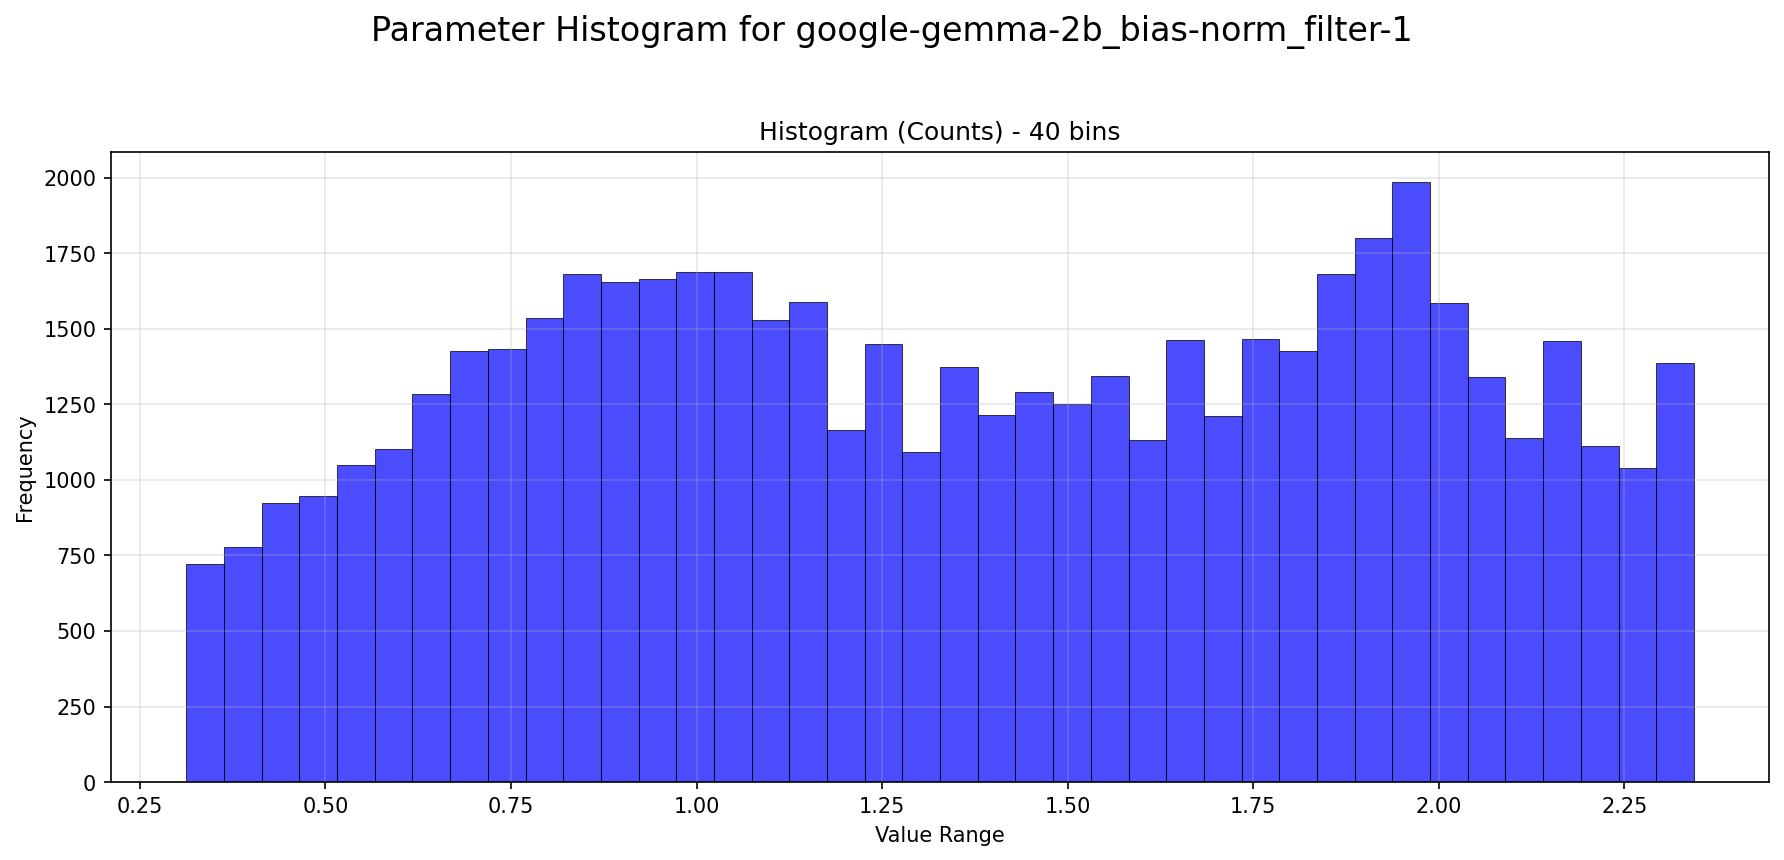 Parameter Histogram for google-gemma-2b_bias-norm_filter-1
Histogram (Counts) - 40 bins
2000
1750
1500
1250
1000
750
500
250
0
Frequency
0.25 0.50 0.75 1.00 1.25 1.50 1.75 2.00 2.25
Value Range